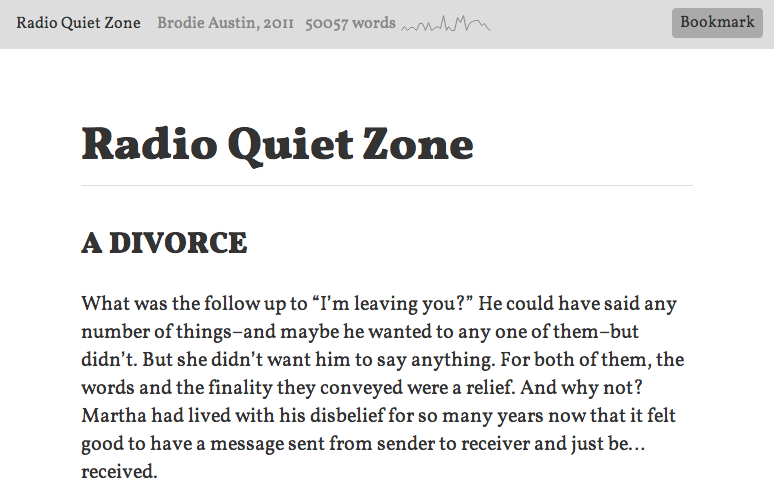 Radio Quiet Zone Brodie Austin, 2011 50057 words Bookmark
Radio Quiet Zone
A DIVORCE
What was the follow up to “I’m leaving you?” He could have said any
number of things–and maybe he wanted to any one of them–but
didn’t. But she didn’t want him to say anything. For both of them, the
words and the finality they conveyed were a relief. And why not?
Martha had lived with his disbelief for so many years now that it felt
good to have a message sent from sender to receiver and just be…
received.